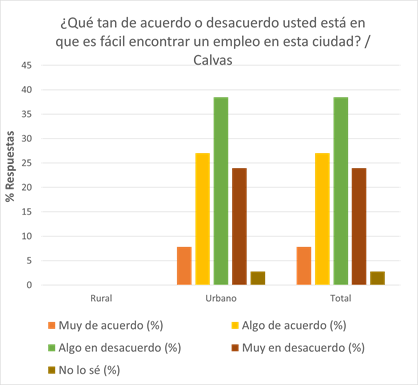 ¿Qué tan de acuerdo o desacuerdo usted está en
que es fácil encontrar un empleo en esta ciudad? /
Calvas
% Respuestas
45
40
35
30
25
20
15
10
5
0
Rural Urbano Total
Muy de acuerdo (%) Algo de acuerdo (%)
Algo en desacuerdo (%) Muy en desacuerdo (%)
No lo sé (%)